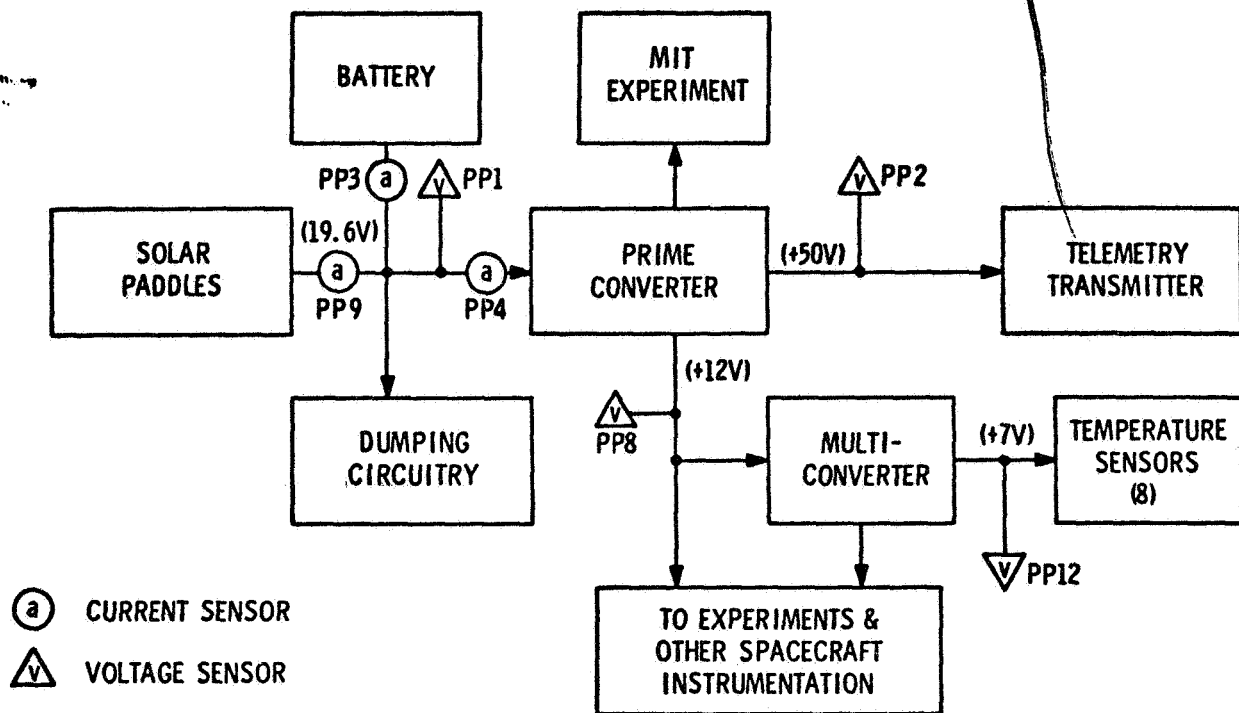 BATTERY
MIT
EXPERIMENT
PP3
a
v
PP1
v
PP2
SOLAR
PADDLES
(19.6V)
a
PP9
a
PP4
PRIME
CONVERTER
(+50V)
TELEMETRY
TRANSMITTER
(+12V)
DUMPING
CIRCUITRY
v
PP8
MULTI-
CONVERTER
(+7V)
TEMPERATURE
SENSORS
(8)
v
PP12
TO EXPERIMENTS &
OTHER SPACECRAFT
INSTRUMENTATION
a CURRENT SENSOR
v VOLTAGE SENSOR